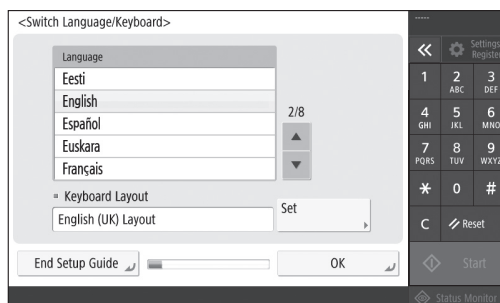 <Switch Language/Keyboard>
Language
Eesti
English
Español
Euskara
Français
2/8
Keyboard Layout
English (UK) Layout
Set
End Setup Guide
OK
Settings
Register
1
2
ABC
3
DEF
4
GHI
5
JKL
6
MNO
7
PQRS
8
TUV
9
WXYZ
*
0
#
C
Reset
Start
Status Monitor